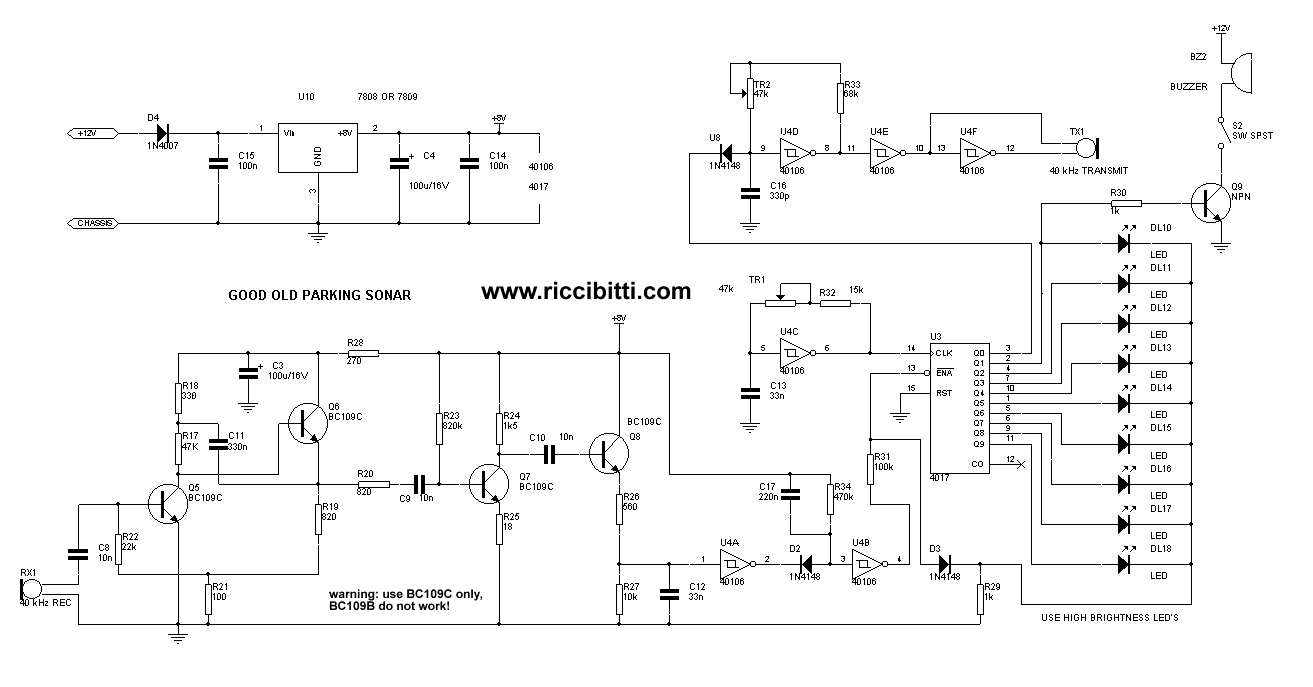 +12V
BZ2
BUZZER
S2
SW SPST
Q9
NPN
U10
7808 OR 7809
D4
+12V
1N4007
1
Vin
+8V
2
GND
3
C15
100n
+
C4
100u/16V
C14
100n
+8V
40106
4017
CHASSIS
TR2
47k
R33
68k
U8
1N4148
9
U4D
8
40106
11
U4E
10
40106
13
U4F
12
40106
TX1
40 kHz TRANSMIT
C16
330p
R30
1k
GOOD OLD PARKING SONAR
www.riccibitti.com
47k
TR1
R32
15k
5
U4C
6
40106
C13
33n
U3
14
CLK
13
ENA
15
RST
Q0
3
Q1
2
Q2
4
Q3
7
Q4
10
Q5
1
Q6
5
Q7
6
Q8
9
Q9
11
CO
12
4017
DL10
LED
DL11
LED
DL12
LED
DL13
LED
DL14
LED
DL15
LED
DL16
LED
DL17
LED
DL18
LED
+8V
R28
270
+
C3
100u/16V
R18
330
R17
47K
C11
330n
Q6
BC109C
R23
820k
R24
1k5
C10
10n
BC109C
Q8
R20
820
C9
10n
Q7
BC109C
Q5
BC109C
R19
820
R26
560
R25
18
C8
10n
R22
22k
R21
100
RX1
40 kHz REC
warning: use BC109C only,
BC109B do not work!
R27
10k
C12
33n
1
U4A
2
40106
D2
1N4148
C17
220n
R34
470k
3
U4B
4
40106
R31
100k
D3
1N4148
R29
1k
USE HIGH BRIGHTNESS LED'S